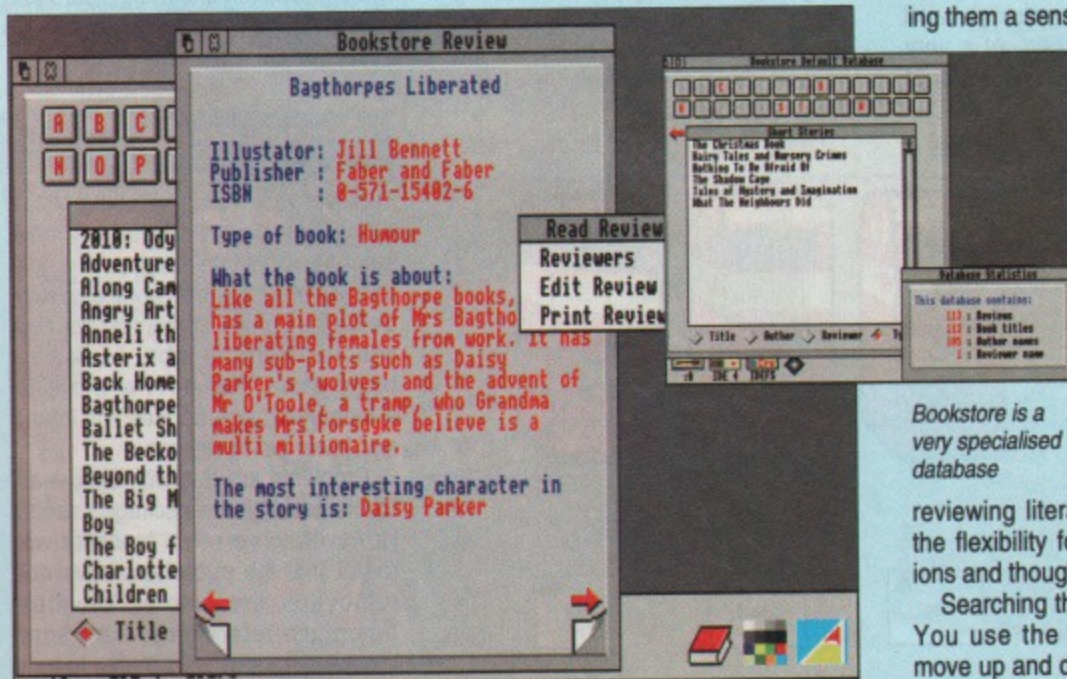 ing them a sens
Bookstore Review
Bagthorpes Liberated
Illustator: Jill Bennett
Publisher : Faber and Faber
ISBN : 0-571-15402-6
Type of book: Humour
What the book is about:
Like all the Bagthorpe books,
has a main plot of Mrs Bagtho
liberating females from work. It has
many sub-plots such as Daisy
Parker's 'wolves' and the advent of
Mr O'Toole, a tramp, who Grandma
makes Mrs Forsdyke believe is a
multi millionaire.
The most interesting character in
the story is: Daisy Parker
A B C
N O P
2010: Ody
Adventure
Along Cam
Angry Art
Anneli th
Asterix a
Back Home
Bagthorpe
Ballet Sh
The Becko
Beyond th
The Big M
Boy
The Boy f
Charlotte
Children
Title
Read Review
Reviewers
Edit Review
Print Review
Bookstore Default Database
Short Stories
The Christmas Book
Hairy Tales and Nursery Crimes
Nothing To Be Afraid Of
The Shadow Cage
Tales of Mystery and Imagination
What The Neighbours Did
Title Author Reviewer Ty
:0 IDE 4 IDEFS
Database Statistics
This database contains:
: Reviews
: Book titles
: Author names
1 : Reviewer name
Bookstore is a
very specialised
database
reviewing litera
the flexibility fo
ions and though
Searching th
You use the
move up and d